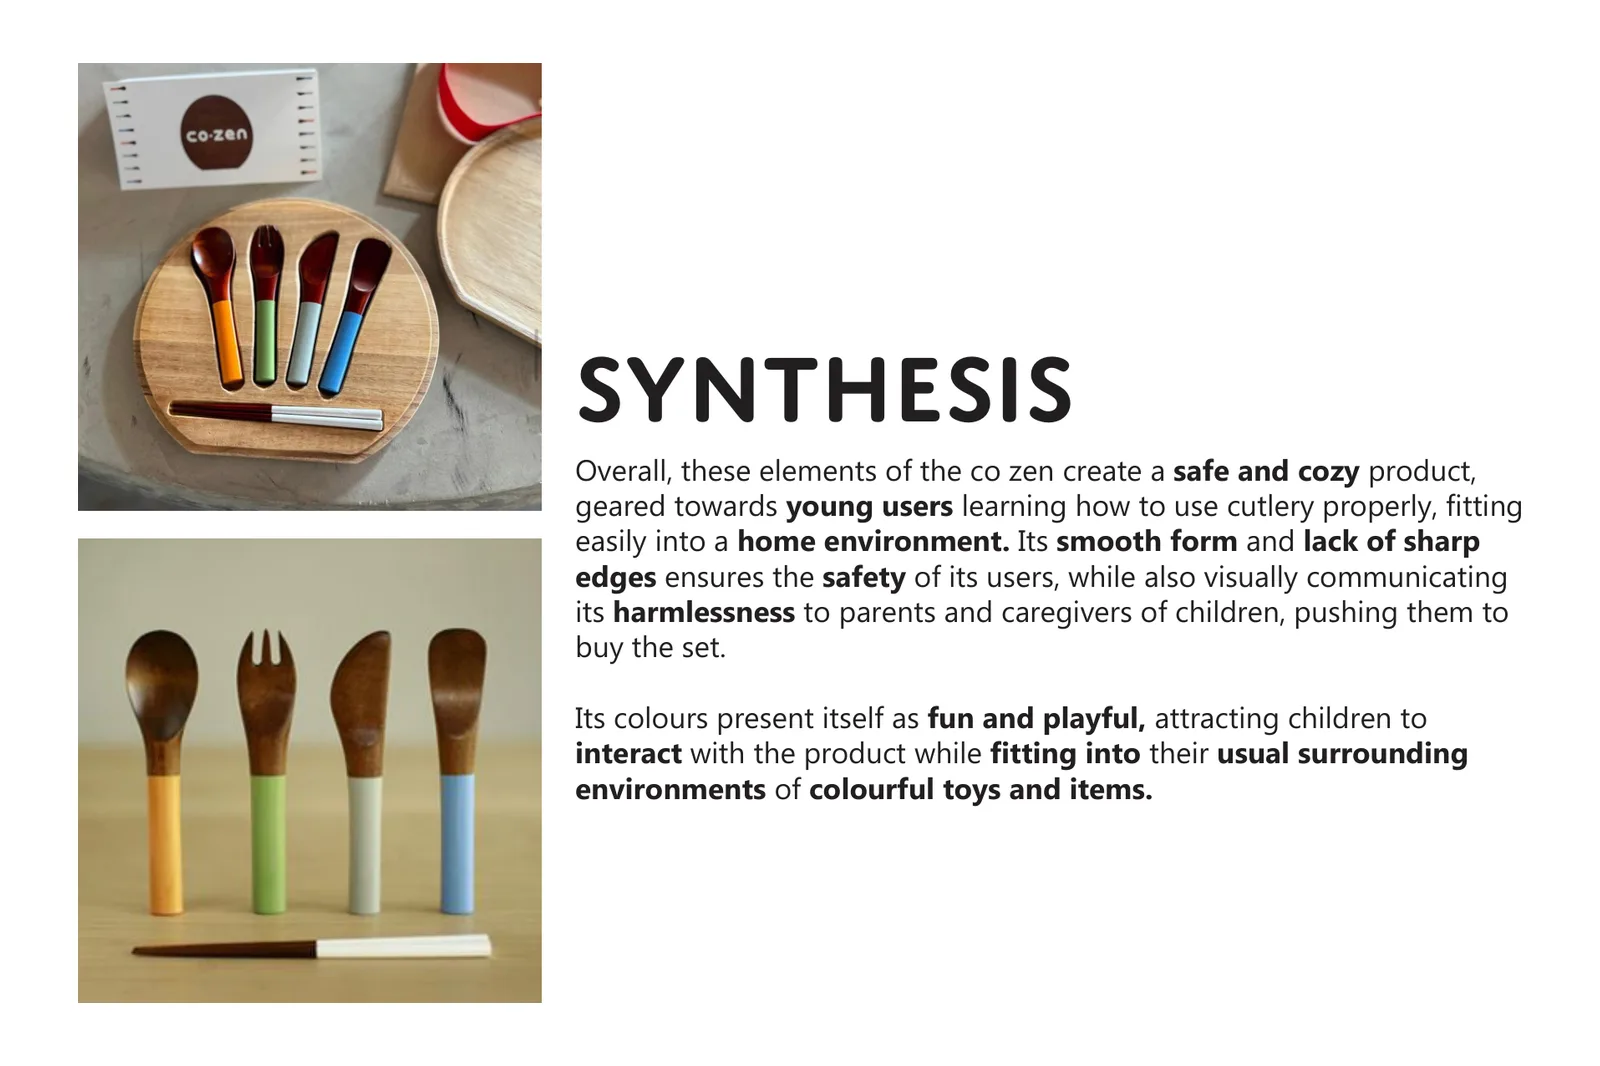 co·zen
SYNTHESIS
Overall, these elements of the co zen create a safe and cozy product,
geared towards young users learning how to use cutlery properly, fitting
easily into a home environment. Its smooth form and lack of sharp
edges ensures the safety of its users, while also visually communicating
its harmlessness to parents and caregivers of children, pushing them to
buy the set.
Its colours present itself as fun and playful, attracting children to
interact with the product while fitting into their usual surrounding
environments of colourful toys and items.